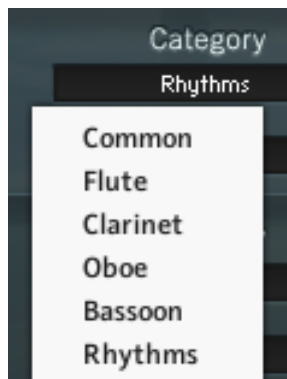 Category
Rhythms
Common
Flute
Clarinet
Oboe
Bassoon
Rhythms